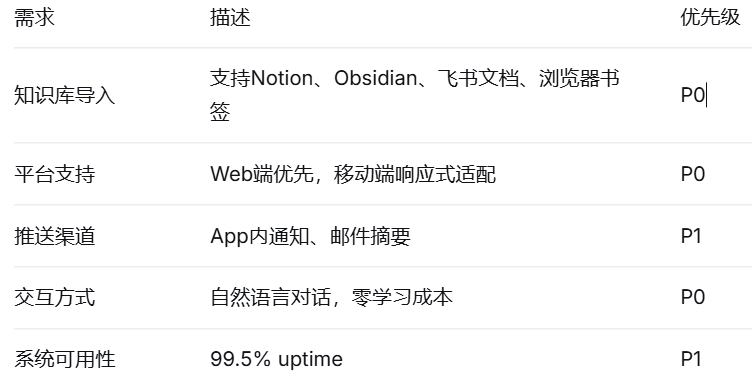 需求 描述 优先级
知识库导入 支持Notion、Obsidian、飞书文档、浏览器书 P0
签
平台支持 Web端优先，移动端响应式适配 P0
推送渠道 App内通知、邮件摘要 P1
交互方式 自然语言对话，零学习成本 P0
系统可用性 99.5% uptime P1